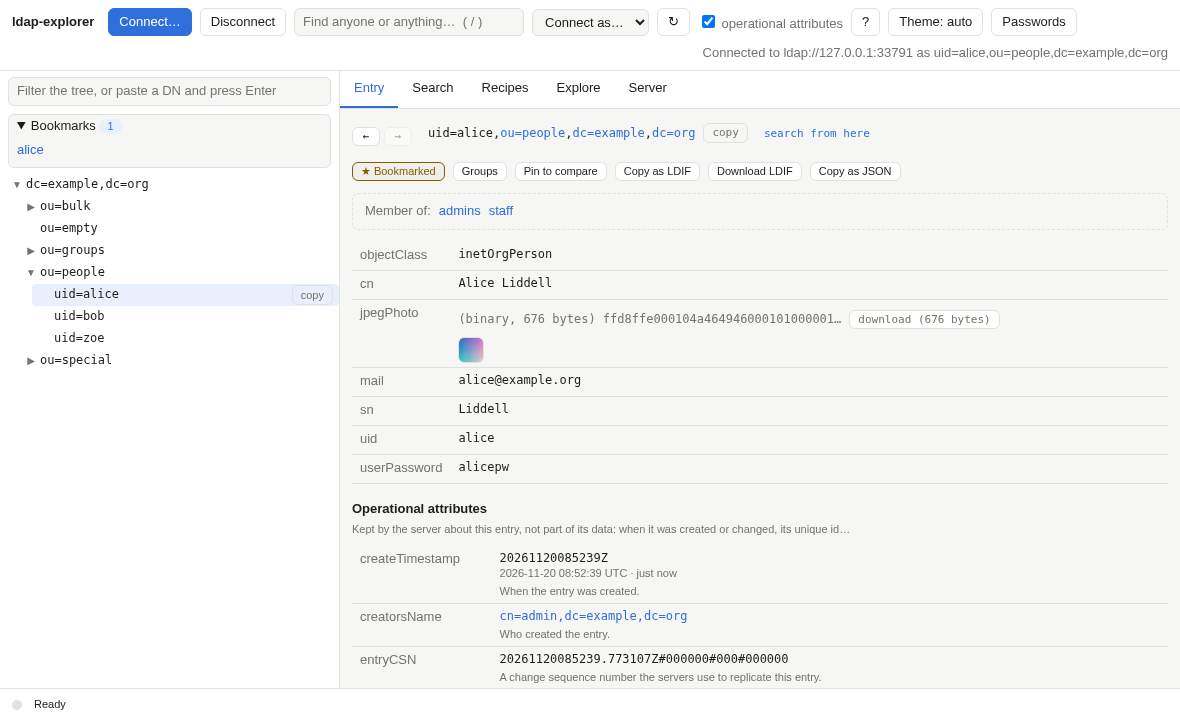 ldap-explorer Connect… Disconnect Find anyone or anything… ( / ) Connect as… ↻ operational attributes ? Theme: auto Passwords
Connected to ldap://127.0.0.1:33791 as uid=alice,ou=people,dc=example,dc=org
Filter the tree, or paste a DN and press Enter
▼ Bookmarks 1
alice
▼ dc=example,dc=org
▶ ou=bulk
ou=empty
▶ ou=groups
▼ ou=people
uid=alice copy
uid=bob
uid=zoe
▶ ou=special
Entry Search Recipes Explore Server
← → uid=alice,ou=people,dc=example,dc=org copy search from here
★ Bookmarked Groups Pin to compare Copy as LDIF Download LDIF Copy as JSON
Member of: admins staff
objectClass inetOrgPerson
cn Alice Liddell
jpegPhoto (binary, 676 bytes) ffd8ffe000104a464946000101000001… download (676 bytes)
mail alice@example.org
sn Liddell
uid alice
userPassword alicepw
Operational attributes
Kept by the server about this entry, not part of its data: when it was created or changed, its unique id…
createTimestamp 20261120085239Z
2026-11-20 08:52:39 UTC · just now
When the entry was created.
creatorsName cn=admin,dc=example,dc=org
Who created the entry.
entryCSN 20261120085239.773107Z#000000#000#000000
A change sequence number the servers use to replicate this entry.
Ready